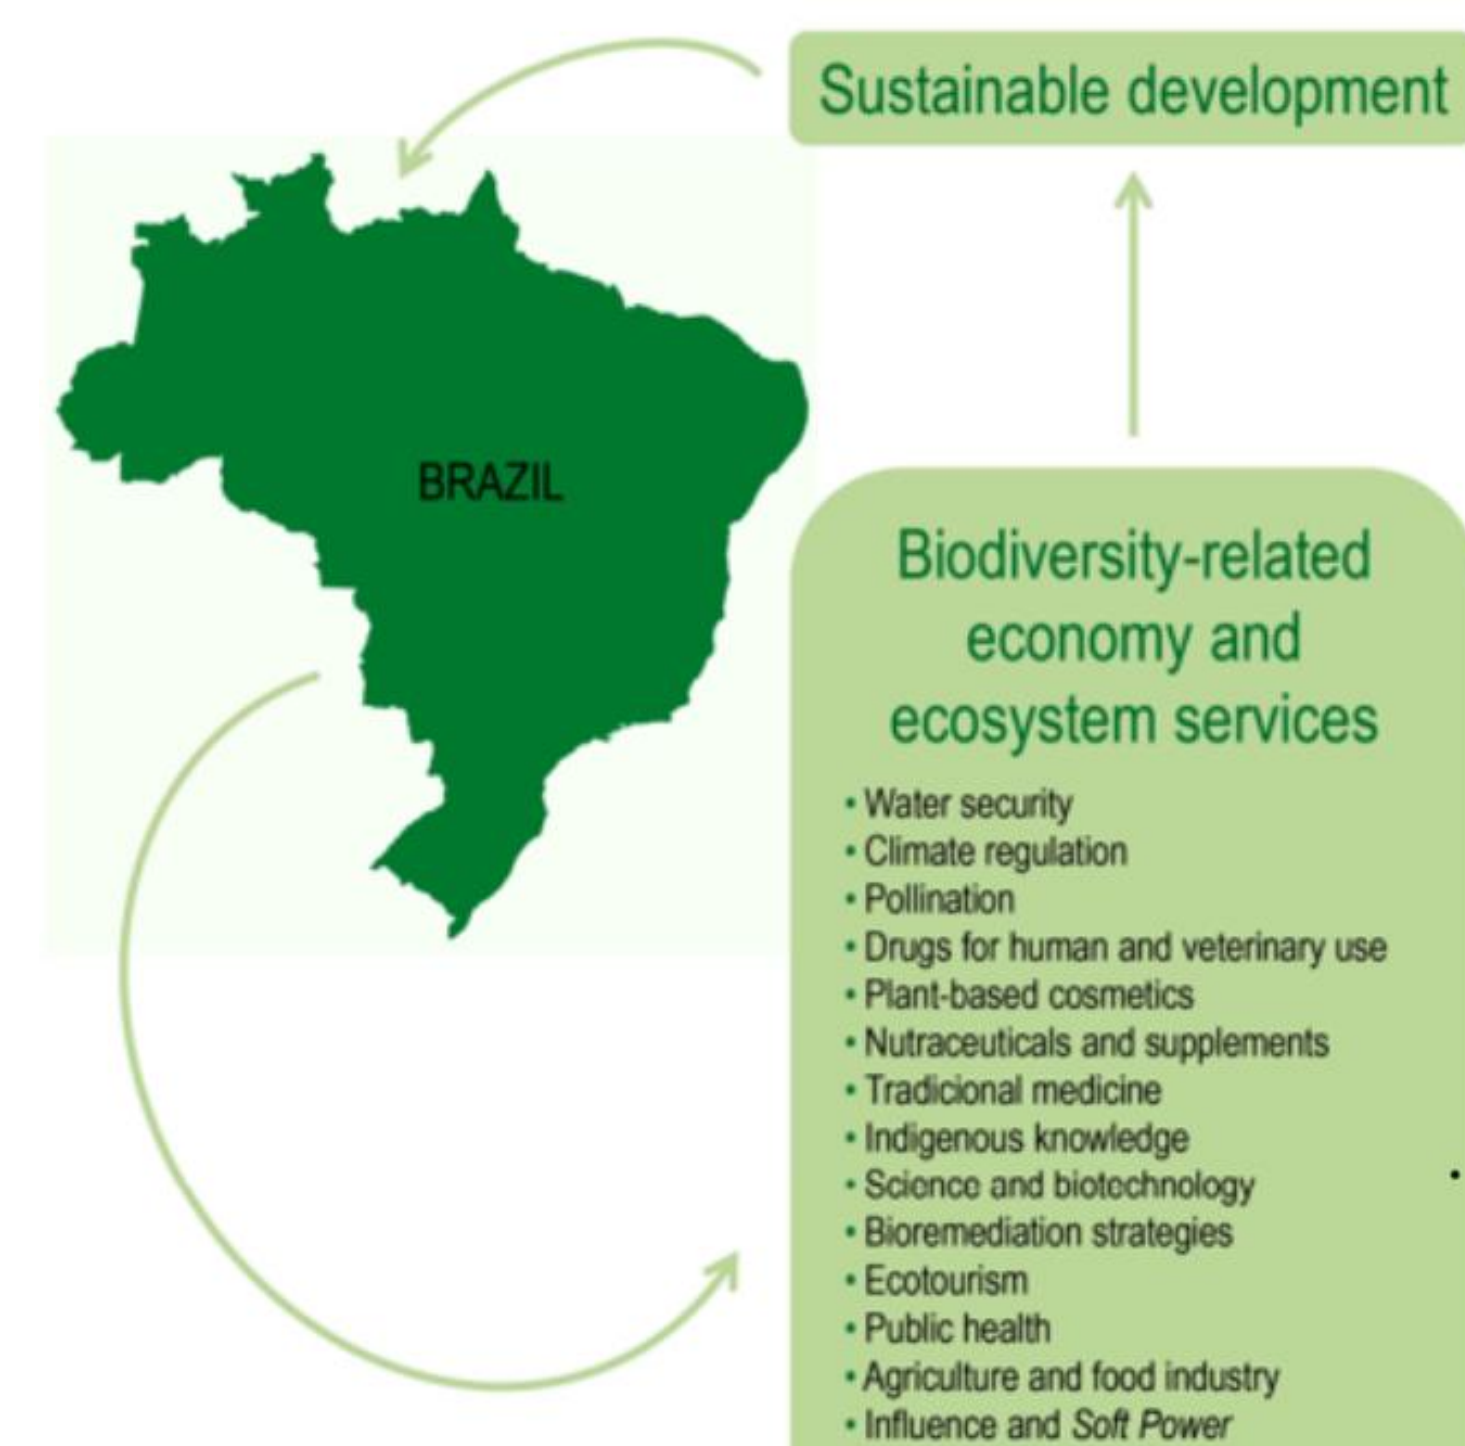 Sustainable development
BRAZIL
Biodiversity-related
economy and
ecosystem services
• Water security
• Climate regulation
• Pollination
• Drugs for human and veterinary use
• Plant-based cosmetics
• Nutraceuticals and supplements
• Tradicional medicine
• Indigenous knowledge
• Science and biotechnology
• Bioremediation strategies
• Ecotourism
• Public health
• Agriculture and food industry
• Influence and Soft Power